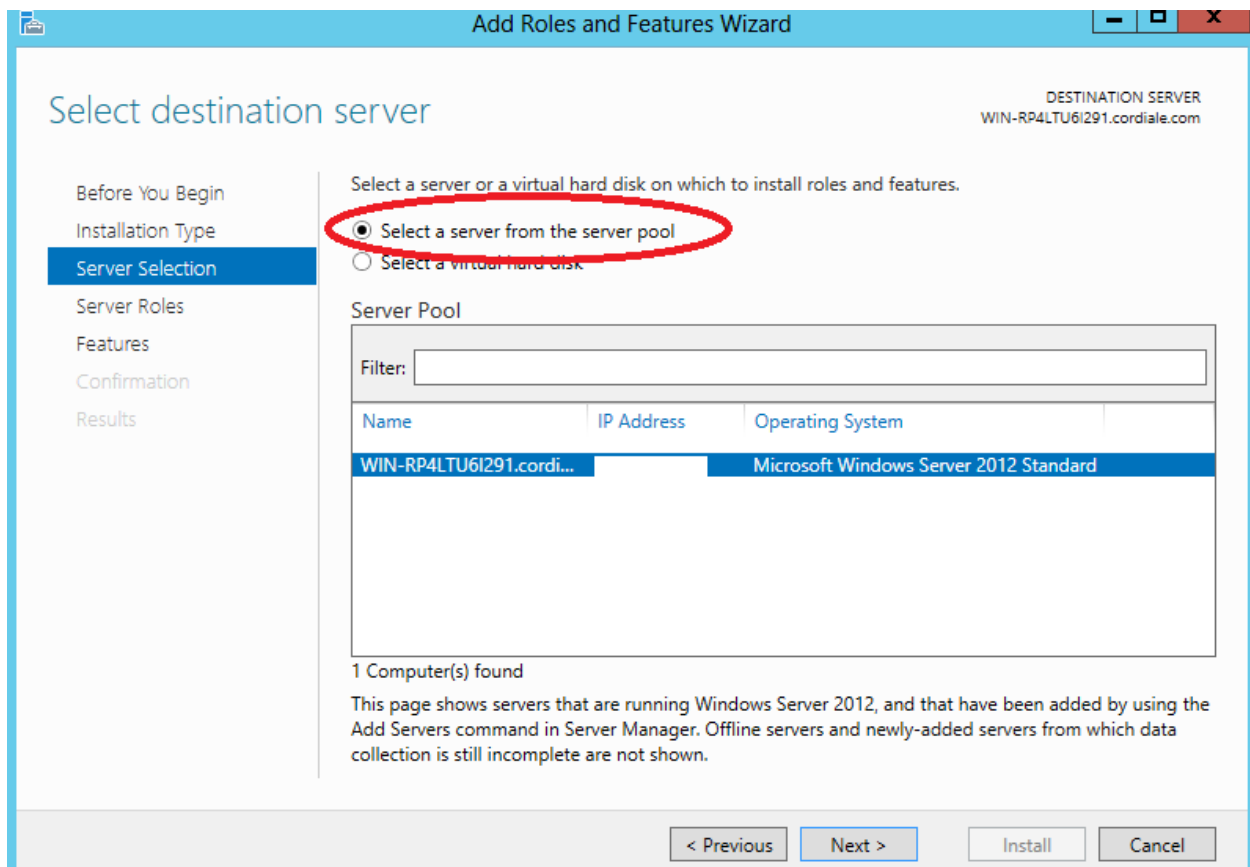 Add Roles and Features Wizard
Select destination server
DESTINATION SERVER
WIN-RP4LTU6I291.cordiale.com
Before You Begin
Installation Type
Server Selection
Server Roles
Features
Confirmation
Results
Select a server or a virtual hard disk on which to install roles and features.
Select a server from the server pool
Select a virtual hard disk
Server Pool
Filter:
Name IP Address Operating System
WIN-RP4LTU6I291.cordi... Microsoft Windows Server 2012 Standard
1 Computer(s) found
This page shows servers that are running Windows Server 2012, and that have been added by using the
Add Servers command in Server Manager. Offline servers and newly-added servers from which data
collection is still incomplete are not shown.
< Previous Next > Install Cancel